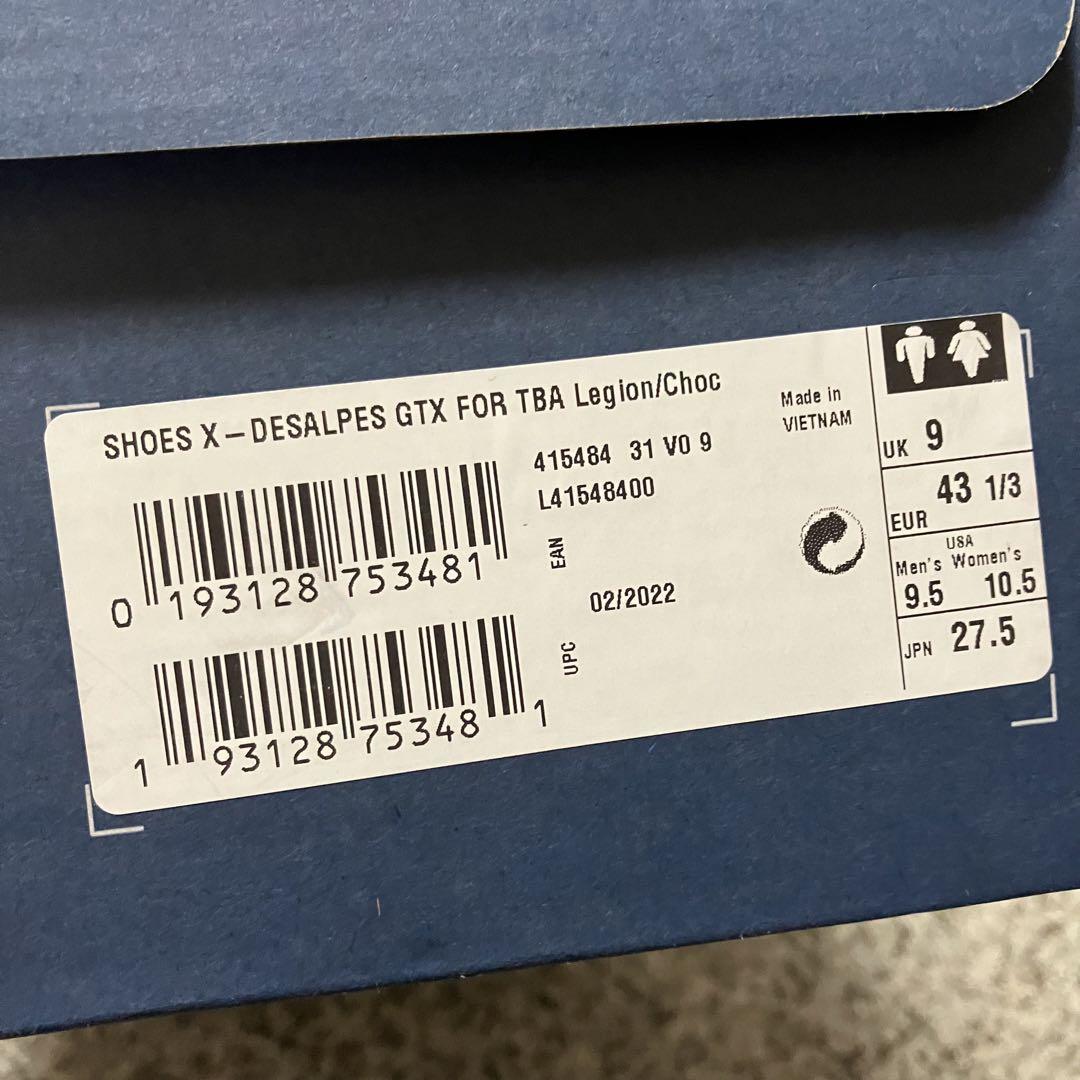 SHOES X-DESALPES GTX FOR TBA Legion/Choc
415484 31 V0 9
L41548400
Made in
VIETNAM
0 193128 753481
EAN
02/2022
1 93128 75348 1
UPC
UK 9
EUR 43 1/3
USA
Men's Women's
9.5 10.5
JPN 27.5